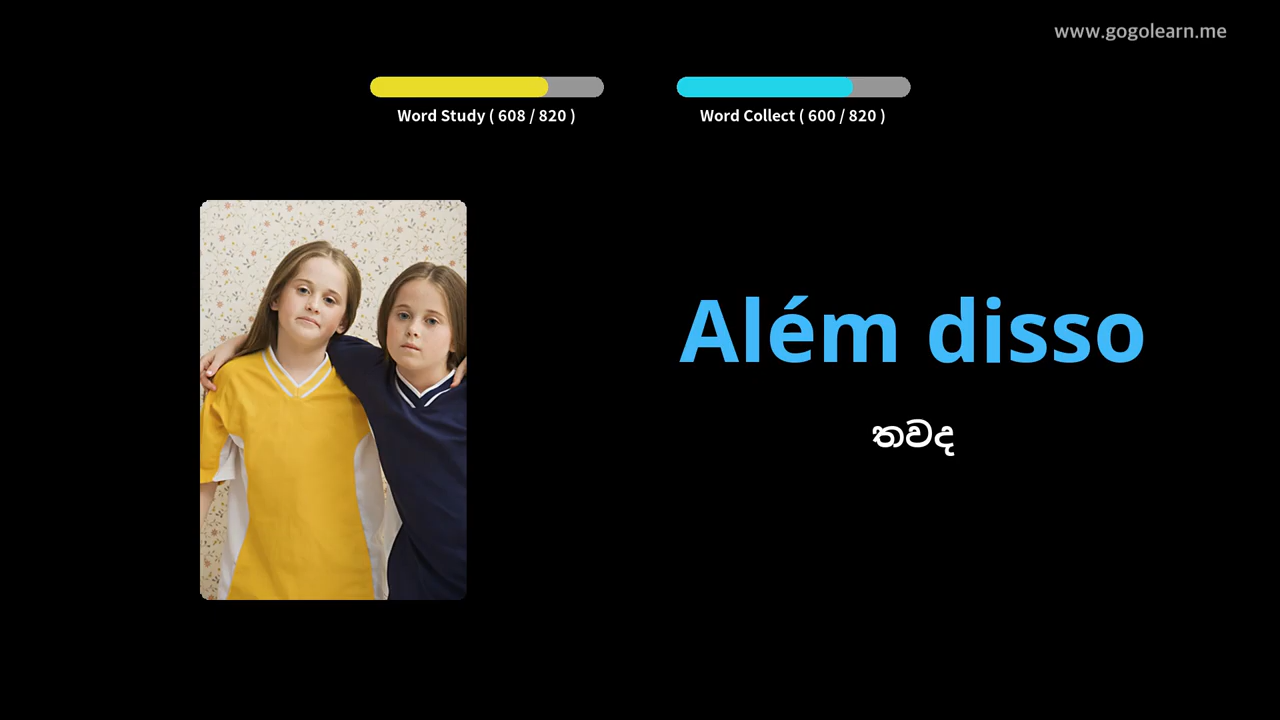 www.gogolearn.me
Word Study ( 608 / 820 )
Word Collect ( 600 / 820 )
Além disso
තවද